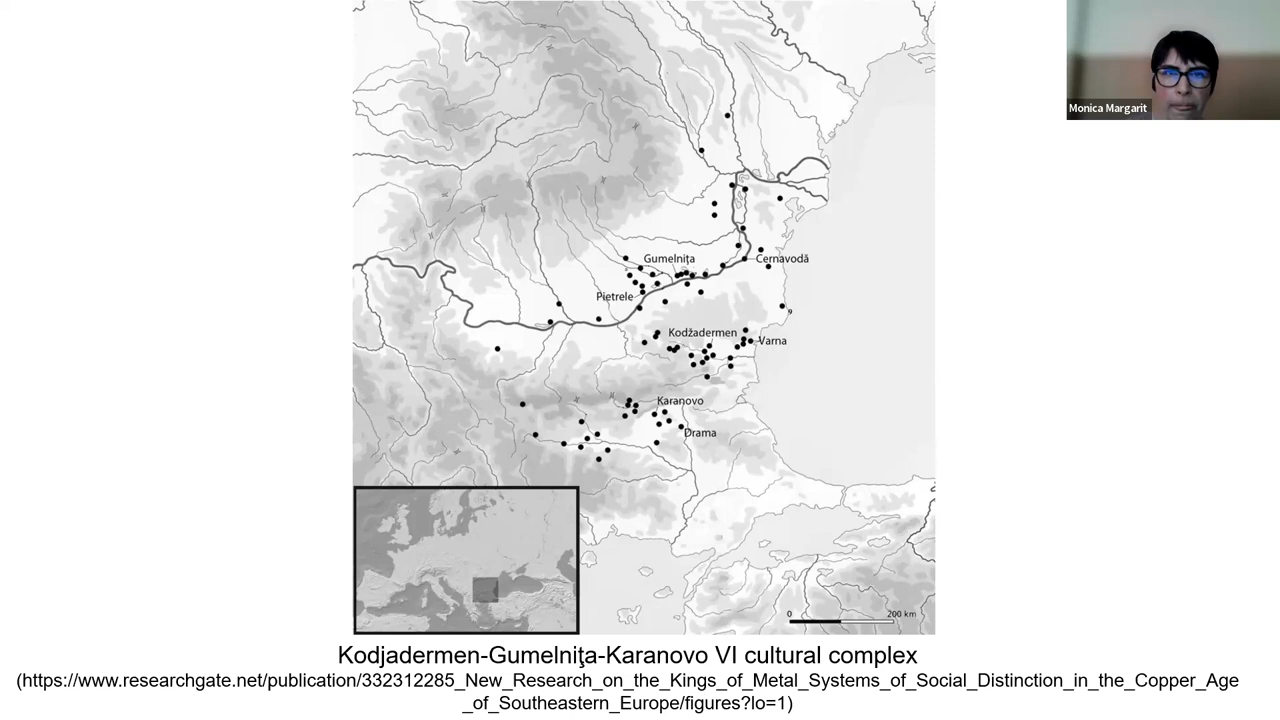 Monica Margarit
Gumelnița
Cernavodă
Pietrele
9
Kodžadermen
Varna
Karanovo
Drama
0 200 km
Kodjadermen-Gumelniţa-Karanovo VI cultural complex
(https://www.researchgate.net/publication/332312285_New_Research_on_the_Kings_of_Metal_Systems_of_Social_Distinction_in_the_Copper_Age
_of_Southeastern_Europe/figures?lo=1)